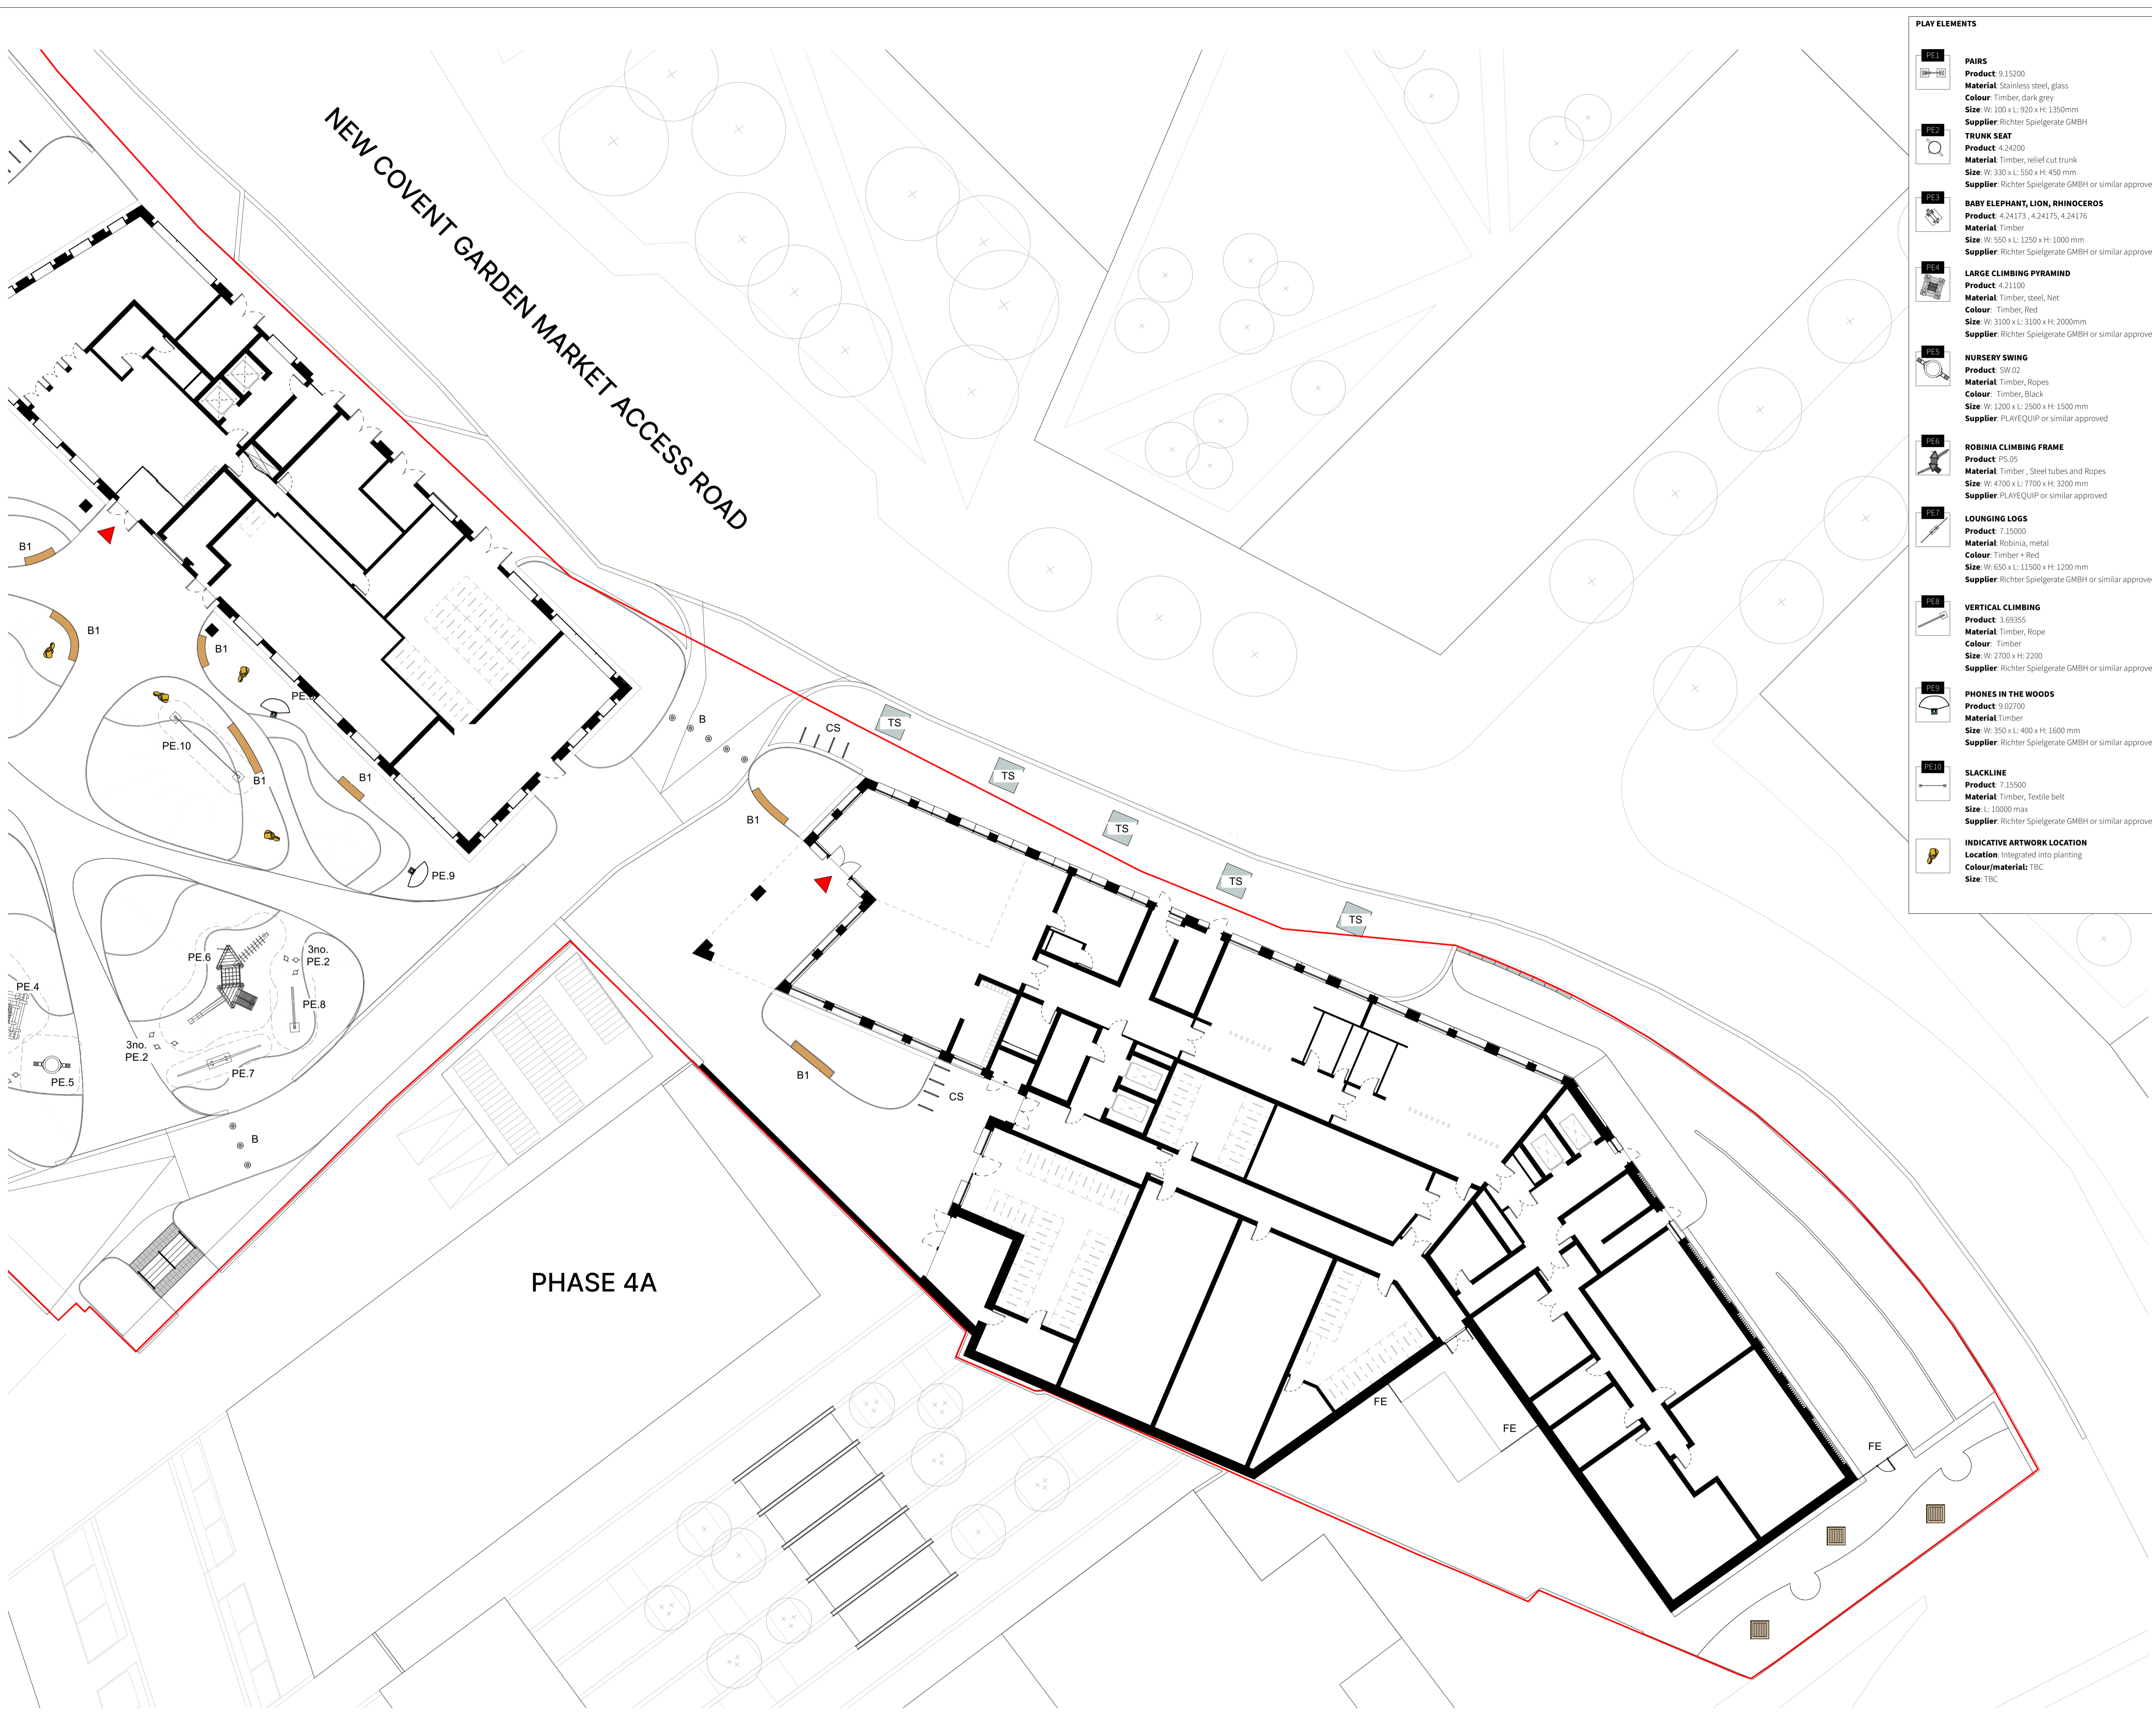 PLAY ELEMENTS
PE1
PAIRS
Product: 9.15200
Material: Stainless steel, glass
Colour: Timber, dark grey
Size: W: 100 x L: 920 x H: 1350mm
Supplier: Richter Spielgerate GMBH
PE2
TRUNK SEAT
Product: 4.24200
Material: Timber, relief cut trunk
Size: W: 330 x L: 550 x H: 450 mm
Supplier: Richter Spielgerate GMBH or similar approve
PE3
BABY ELEPHANT, LION, RHINOCEROS
Product: 4.24173 , 4.24175, 4.24176
Material: Timber
Size: W: 550 x L: 1250 x H: 1000 mm
Supplier: Richter Spielgerate GMBH or similar approve
PE4
LARGE CLIMBING PYRAMIND
Product: 4.21100
Material: Timber, steel, Net
Colour: Timber, Red
Size: W: 3100 x L: 3100 x H: 2000mm
Supplier: Richter Spielgerate GMBH or similar approve
PE5
NURSERY SWING
Product: SW.02
Material: Timber, Ropes
Colour: Timber, Black
Size: W: 1200 x L: 2500 x H: 1500 mm
Supplier: PLAYEQUIP or similar approved
PE6
ROBINIA CLIMBING FRAME
Product: PS.05
Material: Timber , Steel tubes and Ropes
Size: W: 4700 x L: 7700 x H: 3200 mm
Supplier: PLAYEQUIP or similar approved
PE7
LOUNGING LOGS
Product: 7.15000
Material: Robinia, metal
Colour: Timber + Red
Size: W: 650 x L: 11500 x H: 1200 mm
Supplier: Richter Spielgerate GMBH or similar approve
PE8
VERTICAL CLIMBING
Product: 3.69355
Material: Timber, Rope
Colour: Timber
Size: W: 2700 x H: 2200
Supplier: Richter Spielgerate GMBH or similar approve
PE9
PHONES IN THE WOODS
Product: 9.02700
Material:Timber
Size: W: 350 x L: 400 x H: 1600 mm
Supplier: Richter Spielgerate GMBH or similar approve
PE10
SLACKLINE
Product: 7.15500
Material: Timber, Textile belt
Size: L: 10000 max
Supplier: Richter Spielgerate GMBH or similar approve
INDICATIVE ARTWORK LOCATION
Location: Integrated into planting
Colour/material: TBC
Size: TBC
NEW COVENT GARDEN MARKET ACCESS ROAD
B1
B1
B1
PE.10
B1
B1
B
CS
TS
TS
TS
TS
TS
B1
PE.9
PE.6
3no.
PE.2
PE.4
PE.8
3no.
PE.2
PE.7
PE.5
B1
CS
B
PHASE 4A
FE
FE
FE